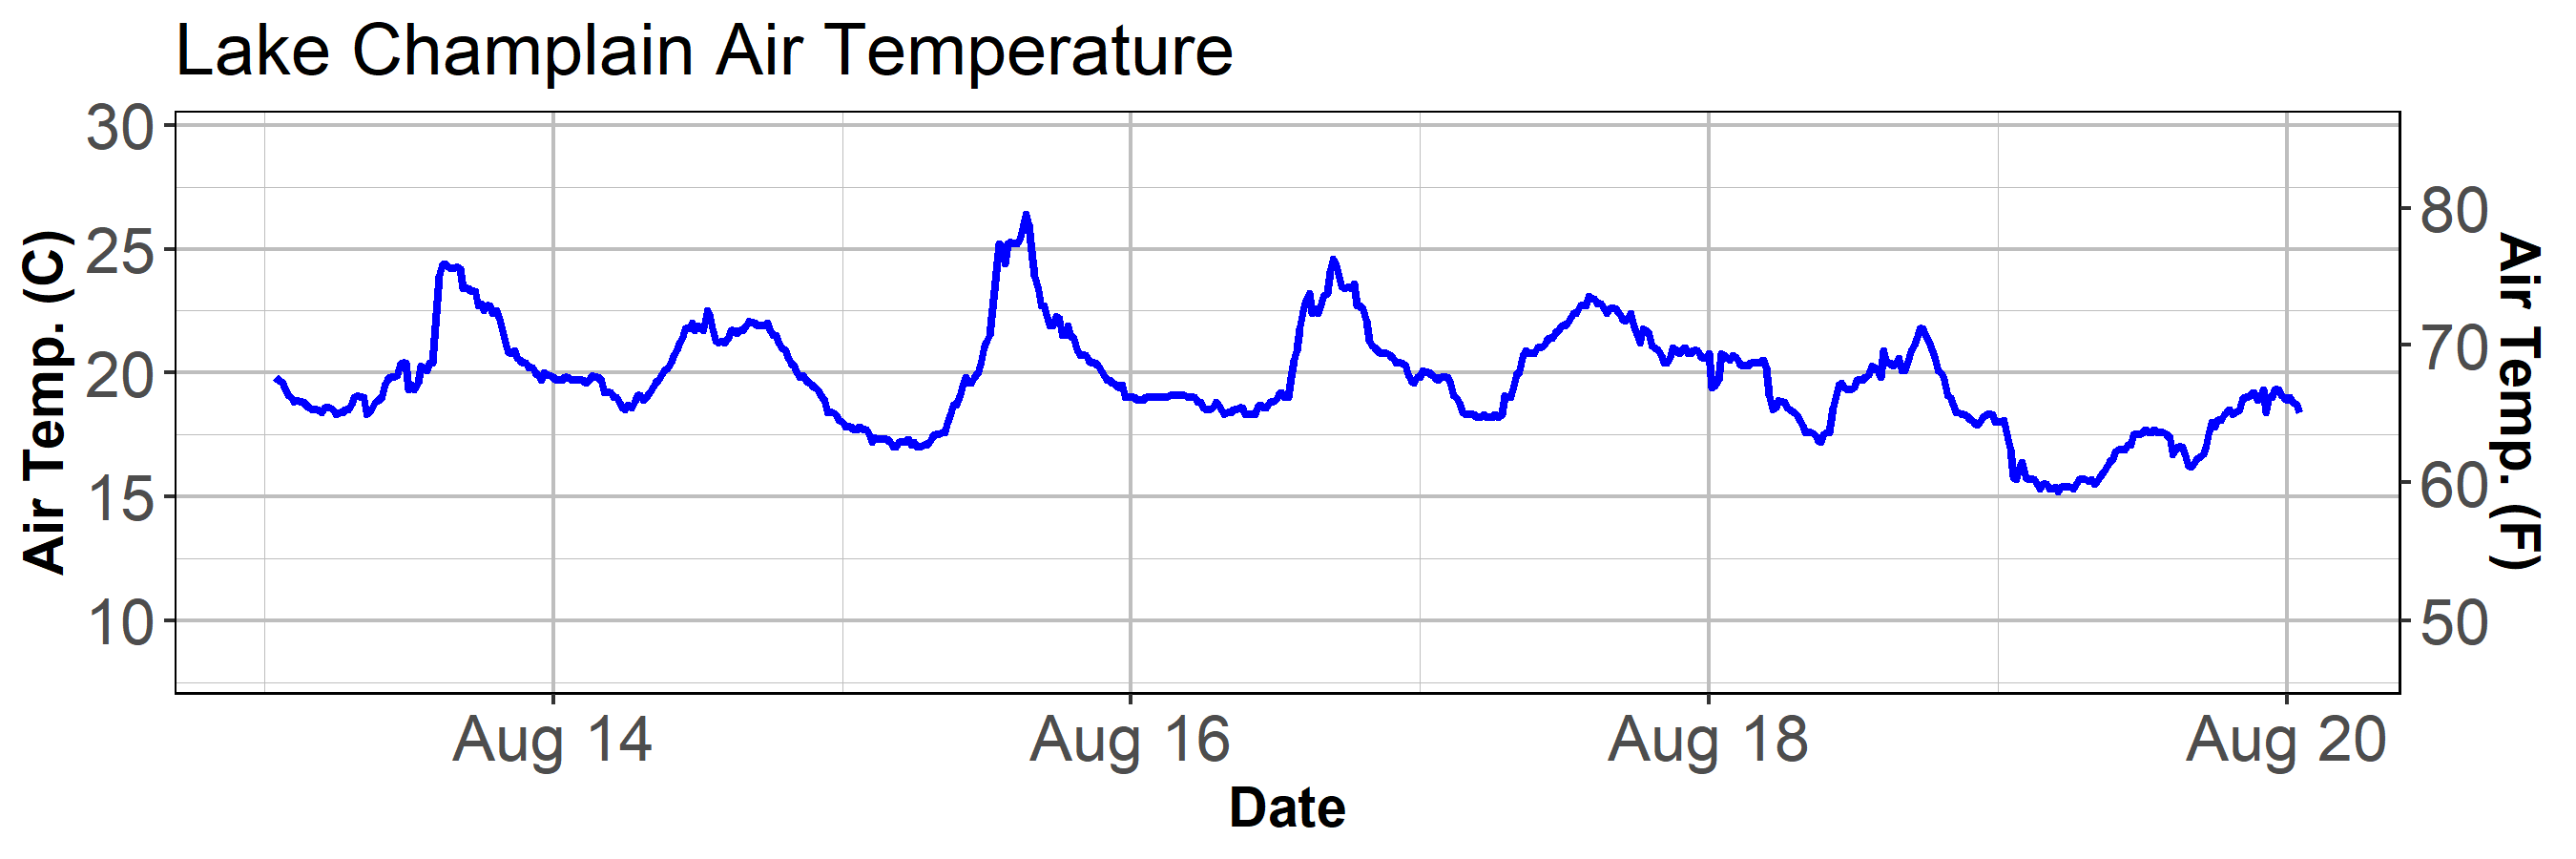 Lake Champlain Air Temperature
30
25
20
15
10
Air Temp. (C)
80
70
60
50
Air Temp. (F)
Aug 14 Aug 16 Aug 18 Aug 20
Date